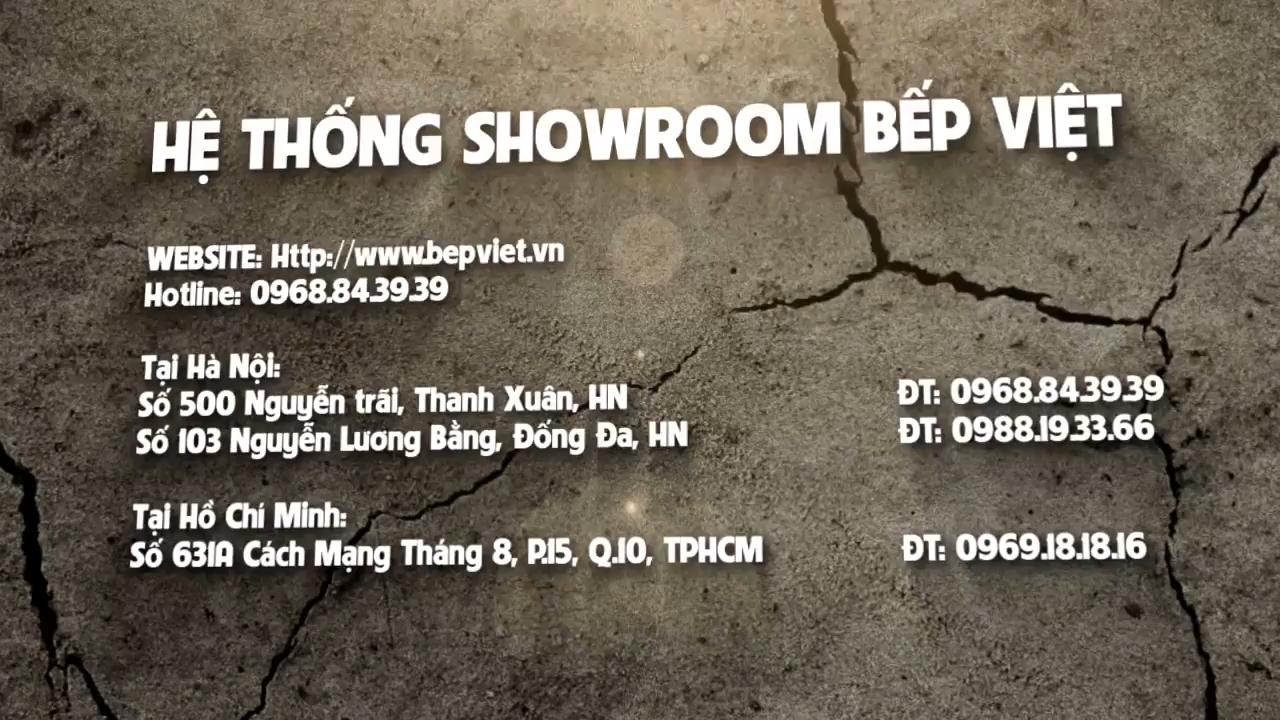 HỆ THỐNG SHOWROOM BẾP VIỆT
WEBSITE: Http://www.bepviet.vn
Hotline: 0968.84.39.39
Tại Hà Nội:
Số 500 Nguyễn trãi, Thanh Xuân, HN ĐT: 0968.84.39.39
Số 103 Nguyễn Lương Bằng, Đống Đa, HN ĐT: 0988.19.33.66
Tại Hồ Chí Minh:
Số 631A Cách Mạng Tháng 8, P.15, Q.10, TPHCM ĐT: 0969.18.18.16